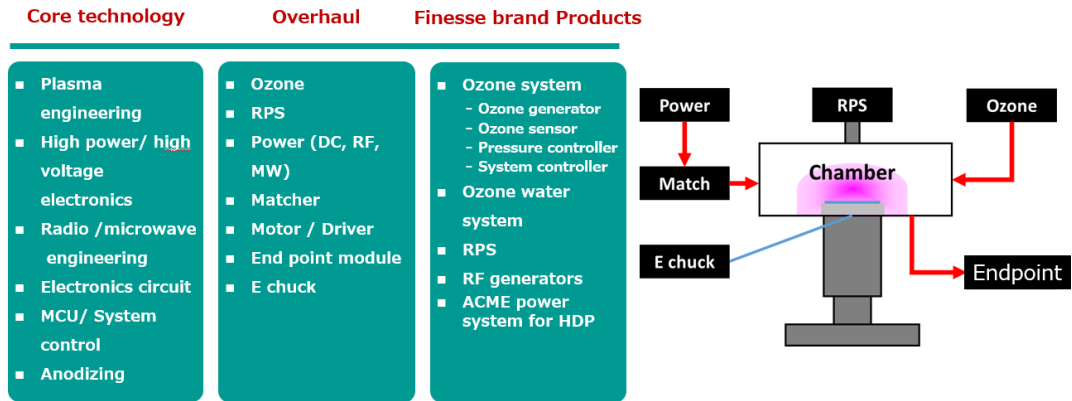 Core technology
Plasma
engineering
High power/ high
voltage
electronics
Radio /microwave
engineering
Electronics circuit
MCU/ System
control
Anodizing
Overhaul
Ozone
RPS
Power (DC, RF,
MW)
Matcher
Motor / Driver
End point module
E chuck
Finesse brand Products
Ozone system
- Ozone generator
- Ozone sensor
- Pressure controller
- System controller
Ozone water
system
RPS
RF generators
ACME power
system for HDP
Power
RPS
Ozone
Match
Chamber
E chuck
Endpoint